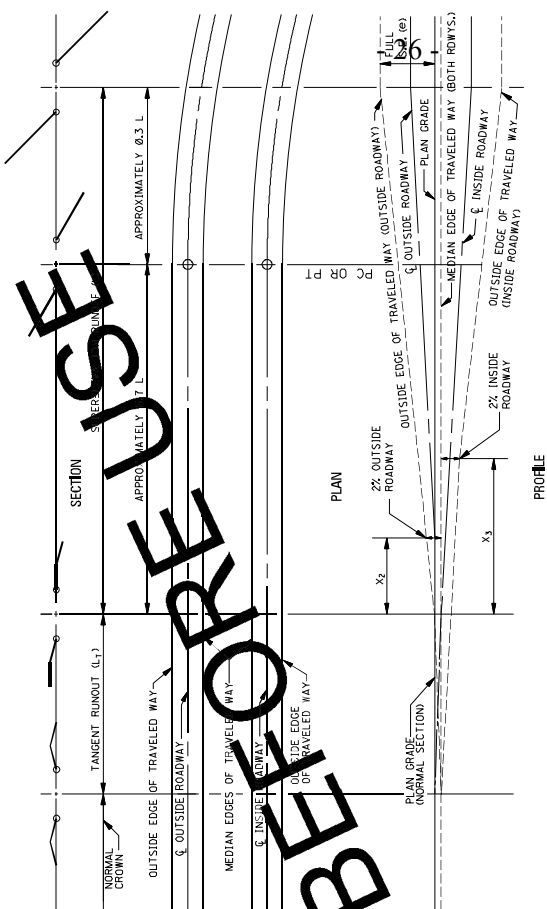 FULL
S.E. (e)
- 26 -
APPROXIMATELY 0.3 L
PC OR PT
OUTSIDE EDGE OF TRAVELED WAY (OUTSIDE ROADWAY)
℄ OUTSIDE ROADWAY
PLAN GRADE
MEDIAN EDGE OF TRAVELED WAY (BOTH RDWYS.)
℄ INSIDE ROADWAY
OUTSIDE EDGE OF TRAVELED WAY
(INSIDE ROADWAY)
2% INSIDE
ROADWAY
2% OUTSIDE
ROADWAY
X₂
X₃
SECTION
PLAN
PROFILE
TANGENT RUNOUT (L_T)
NORMAL
CROWN
OUTSIDE EDGE OF TRAVELED WAY
℄ OUTSIDE ROADWAY
MEDIAN EDGES OF TRAVELED WAY
℄ INSIDE ROADWAY
OUTSIDE EDGE
OF TRAVELED WAY
PLAN GRADE
(NORMAL SECTION)
BEFORE USE